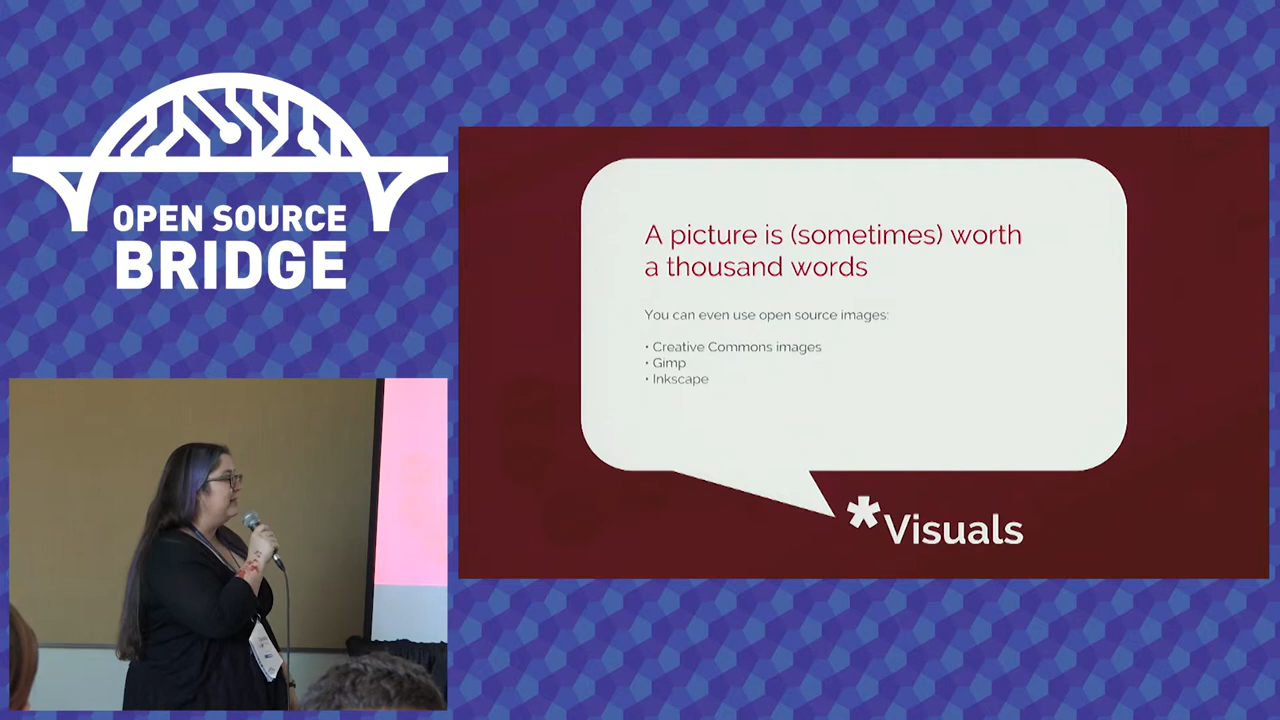 OPEN SOURCE
BRIDGE
A picture is (sometimes) worth
a thousand words
You can even use open source images:
• Creative Commons images
• Gimp
• Inkscape
*Visuals